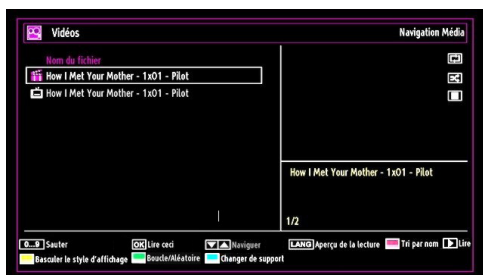 Vidéos Navigation Média
Nom du fichier
How I Met Your Mother - 1x01 - Pilot
How I Met Your Mother - 1x01 - Pilot
How I Met Your Mother - 1x01 - Pilot
1/2
0...9 Sauter OK Lire ceci Naviguer LANG Aperçu de la lecture Tri par nom Lire
Basculer le style d'affichage Boucle/Aléatoire Changer de support